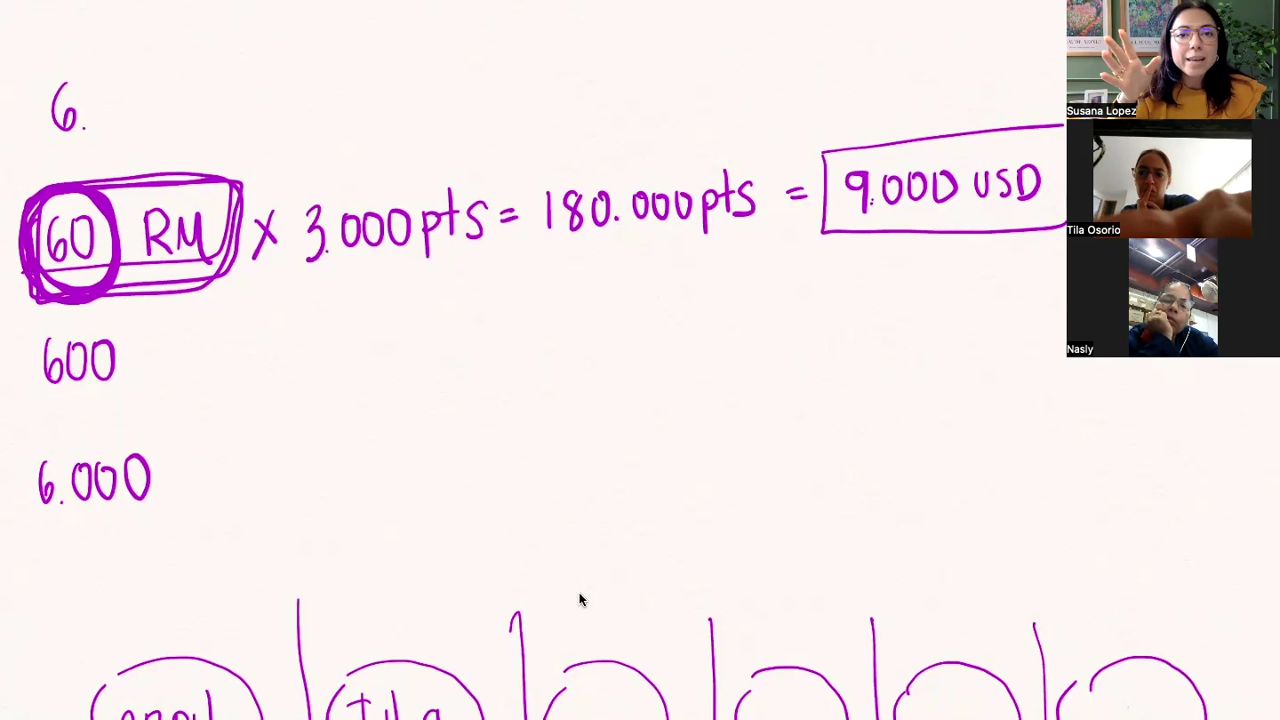 6.
60 RM x 3.000 pts = 180.000 pts = 9.000 USD
600
6.000
Tila
Susana Lopez
Tila Osorio
Nasly